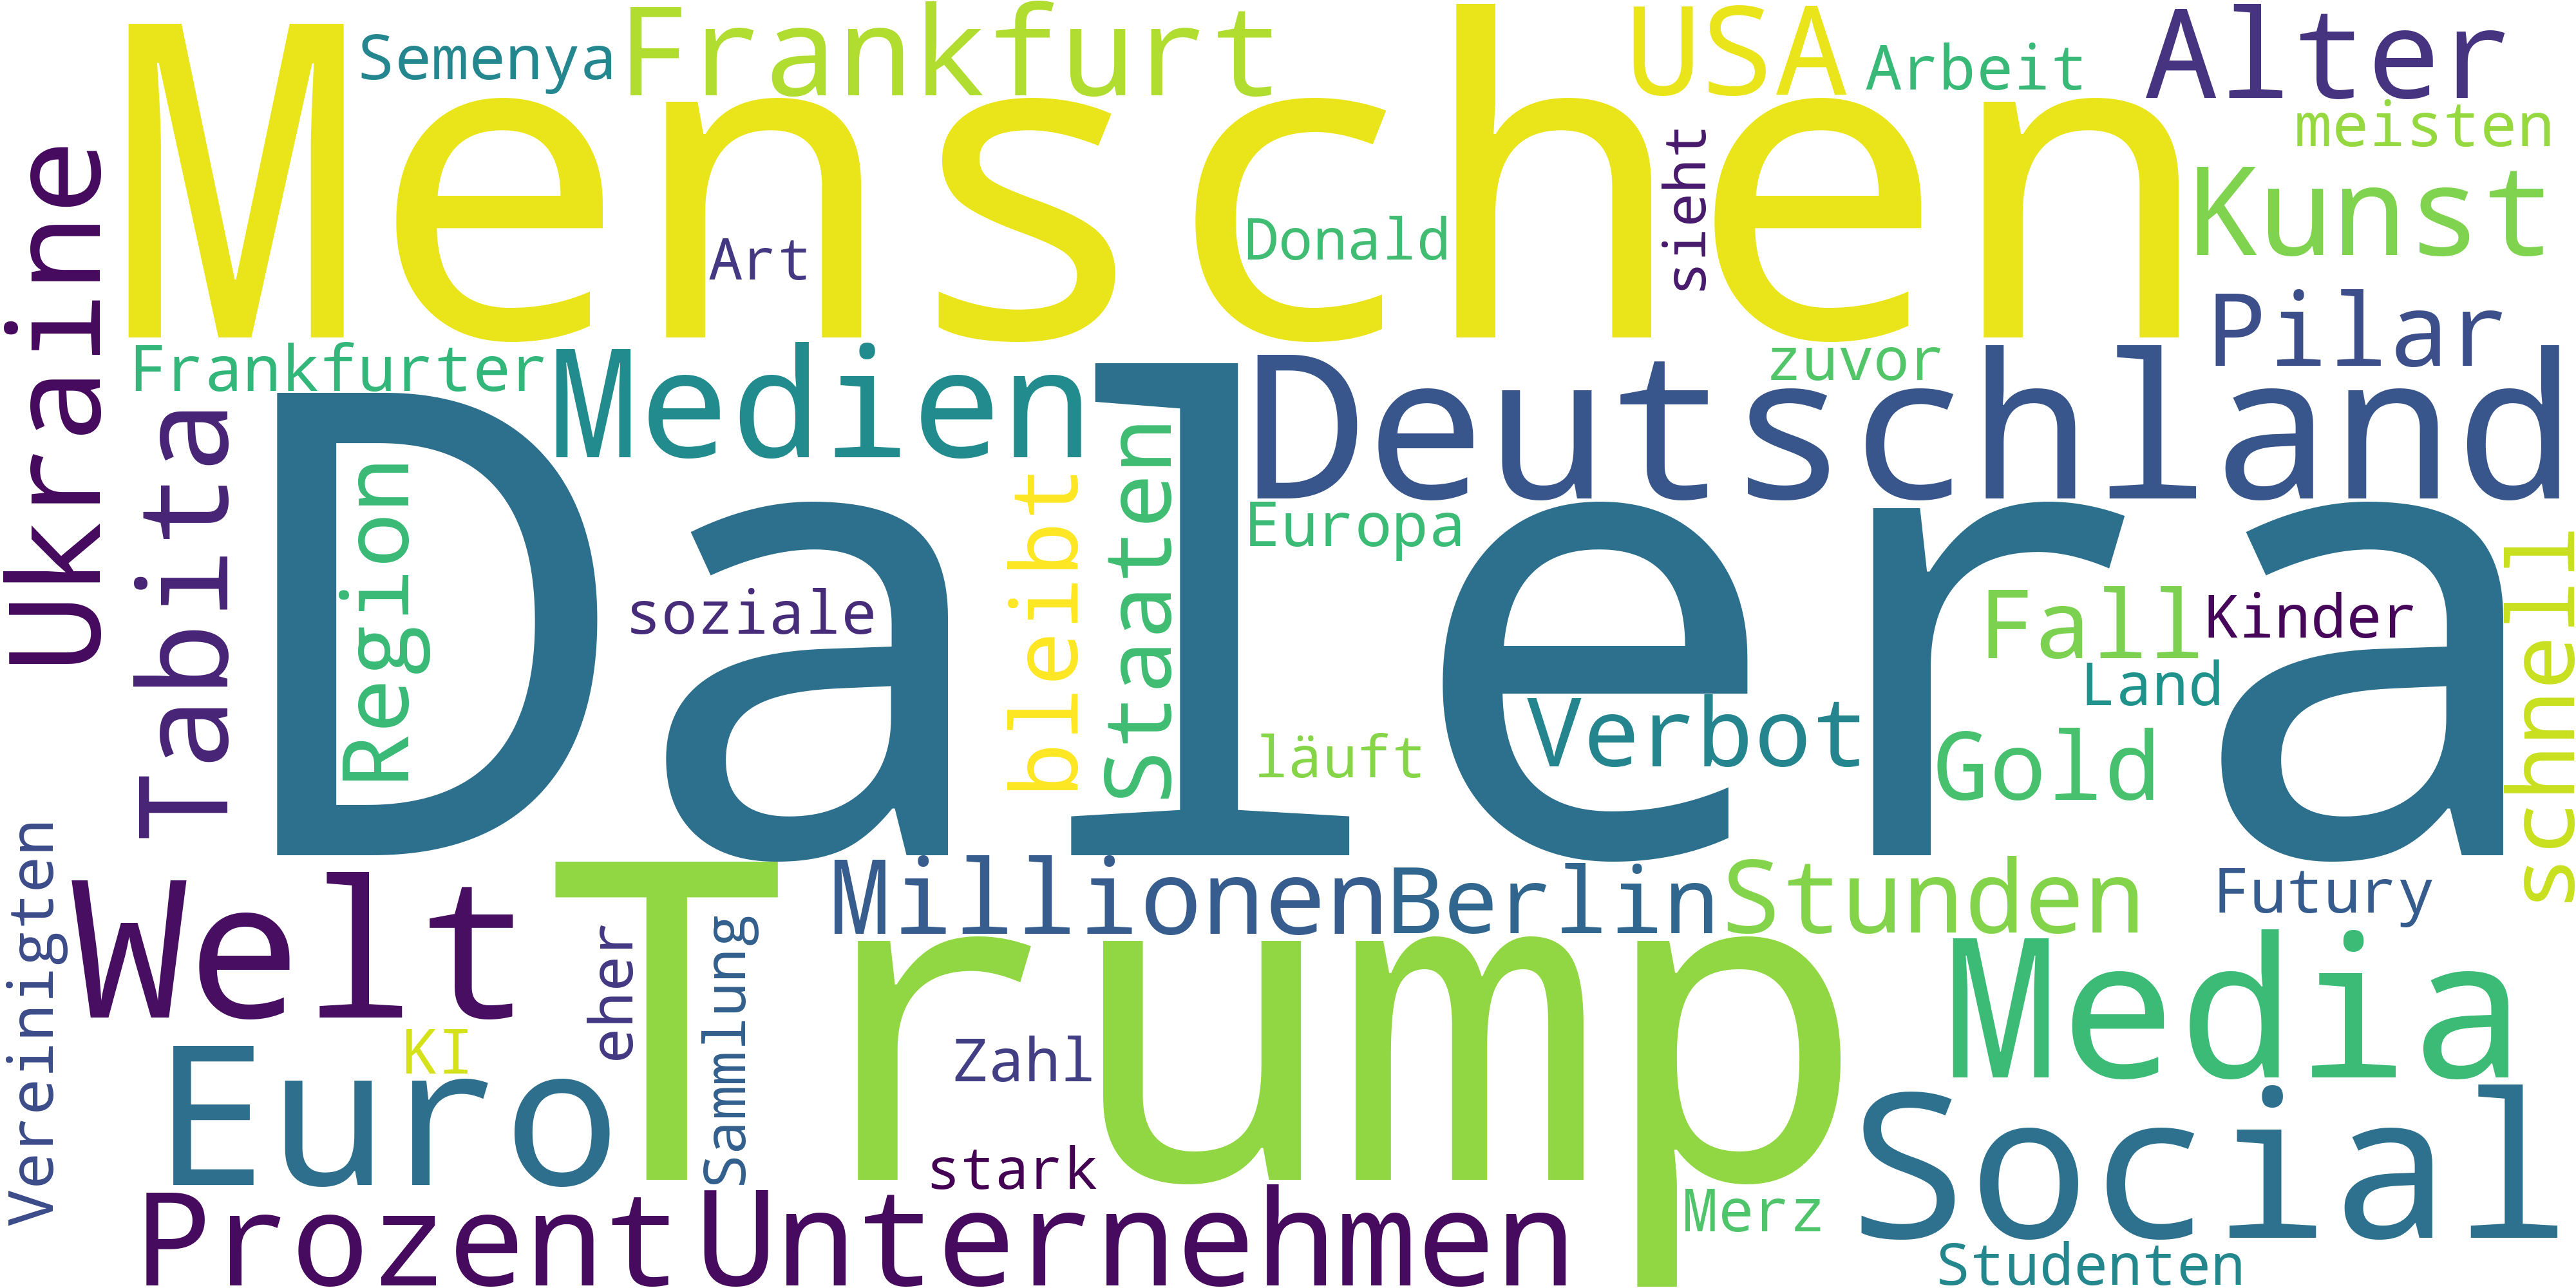 Menschen
Semenya
Frankfurt
USA
Arbeit
Alter
meisten
Kunst
sieht
Donald
Art
Ukraine
Pilar
Frankfurter
Medien
Deutschland
zuvor
Tabita
Dalera
Region
bleibt
Staaten
Europa
soziale
Fall
Kinder
Land
schnell
Verbot
läuft
Gold
Vereinigten
Welt
Trump
Millionen
Berlin
Stunden
Futury
eher
Sammlung
Media
KI
Euro
Zahl
Social
stark
Prozent
Unternehmen
Merz
Studenten